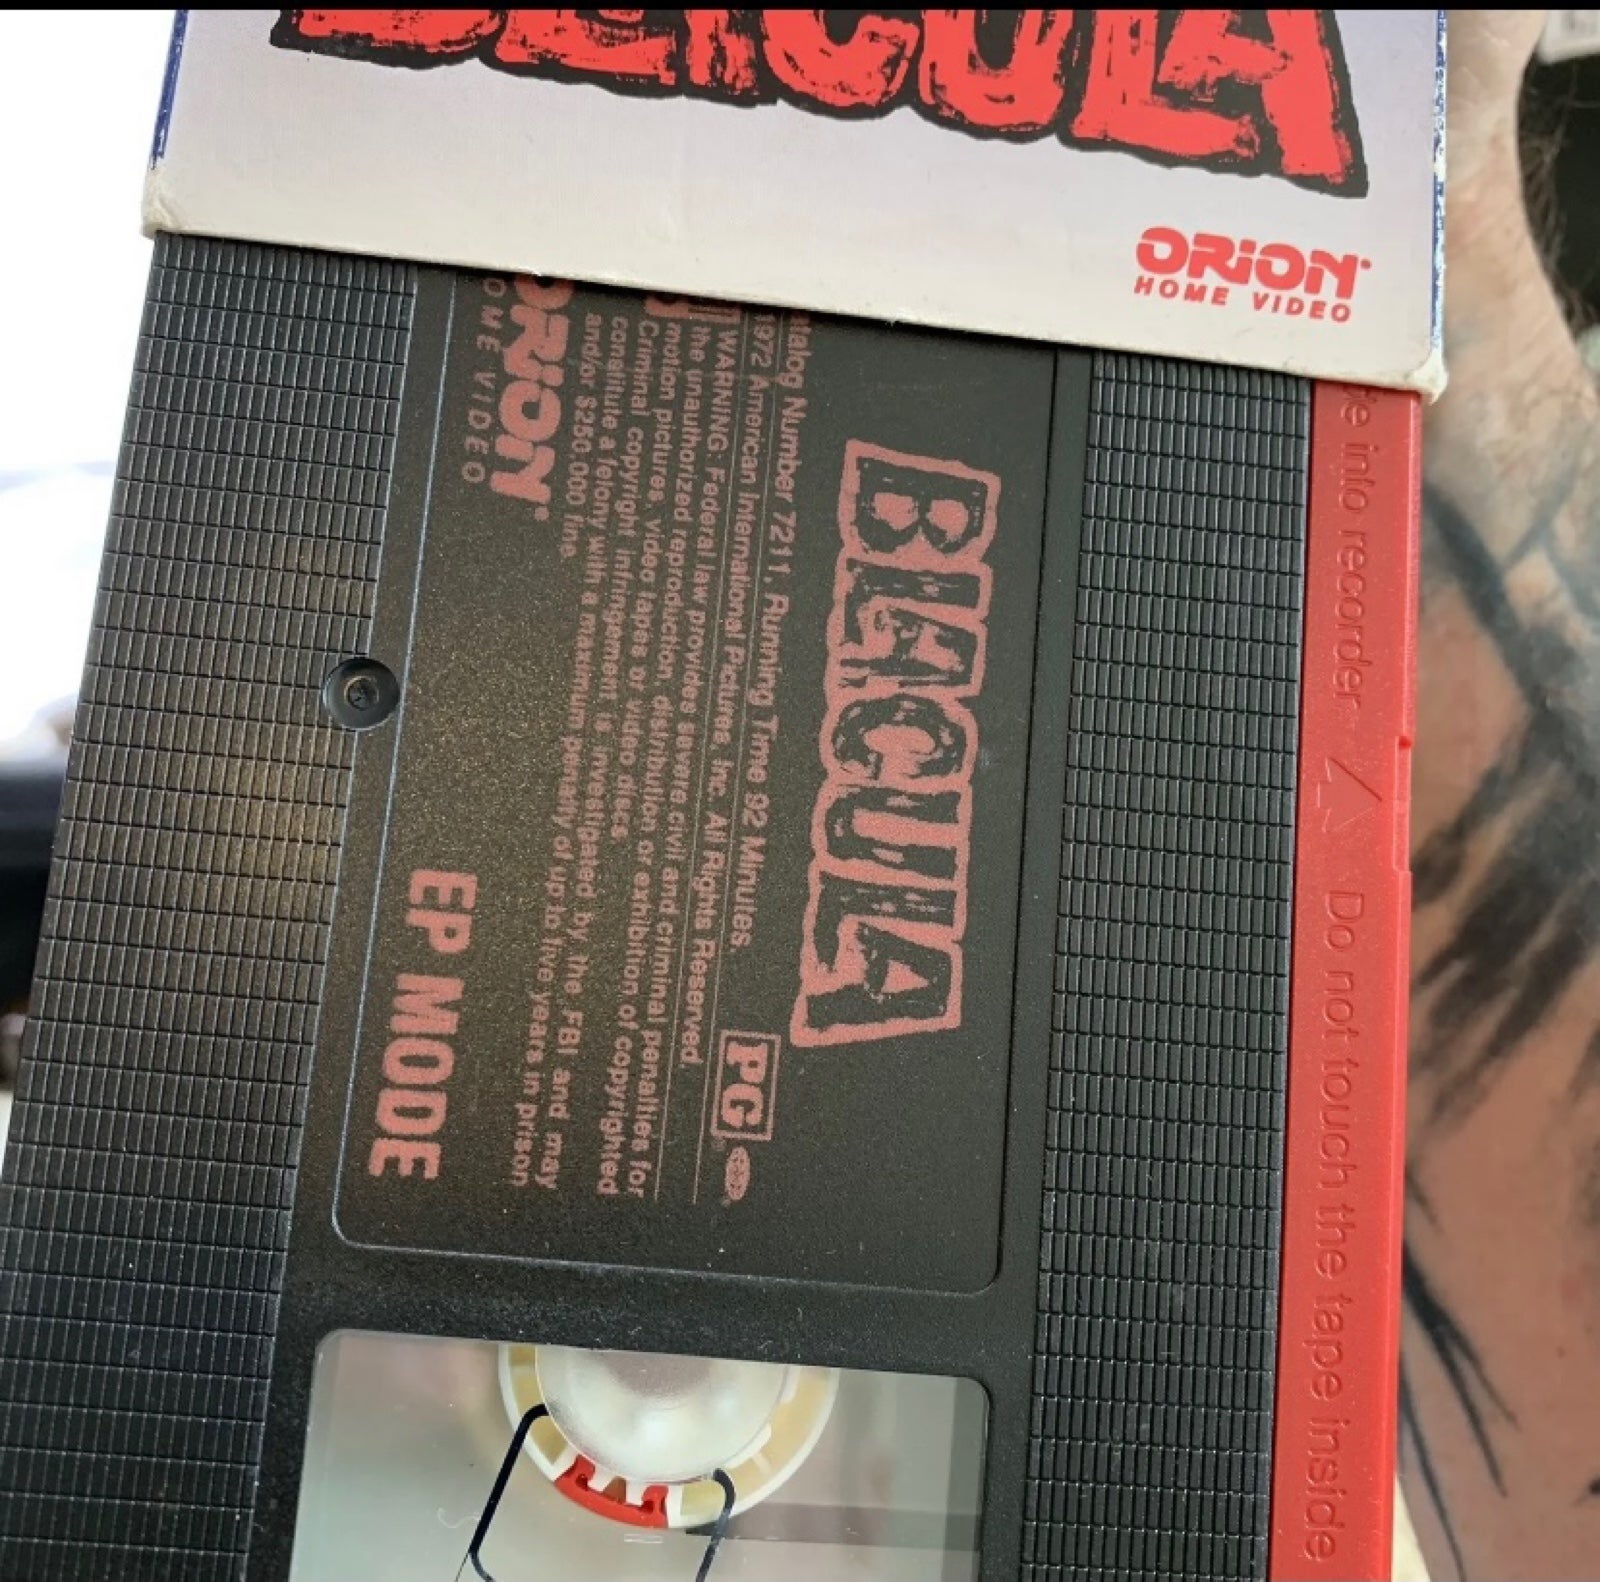 BLACULA
ORION
HOME VIDEO
BLACULA
Catalog Number 7211. Running Time 92 Minutes.
1972 American International Pictures, Inc. All Rights Reserved.
PG
WARNING: Federal law provides severe civil and criminal penalties for
the unauthorized reproduction, distribution or exhibition of copyrighted
motion pictures, video tapes or video discs.
Criminal copyright infringement is investigated by the FBI and may
constitute a felony with a maximum penalty of up to five years in prison
and/or $250,000 fine.
ORION
HOME VIDEO
EP MODE
into recorder △ Do not touch the tape inside